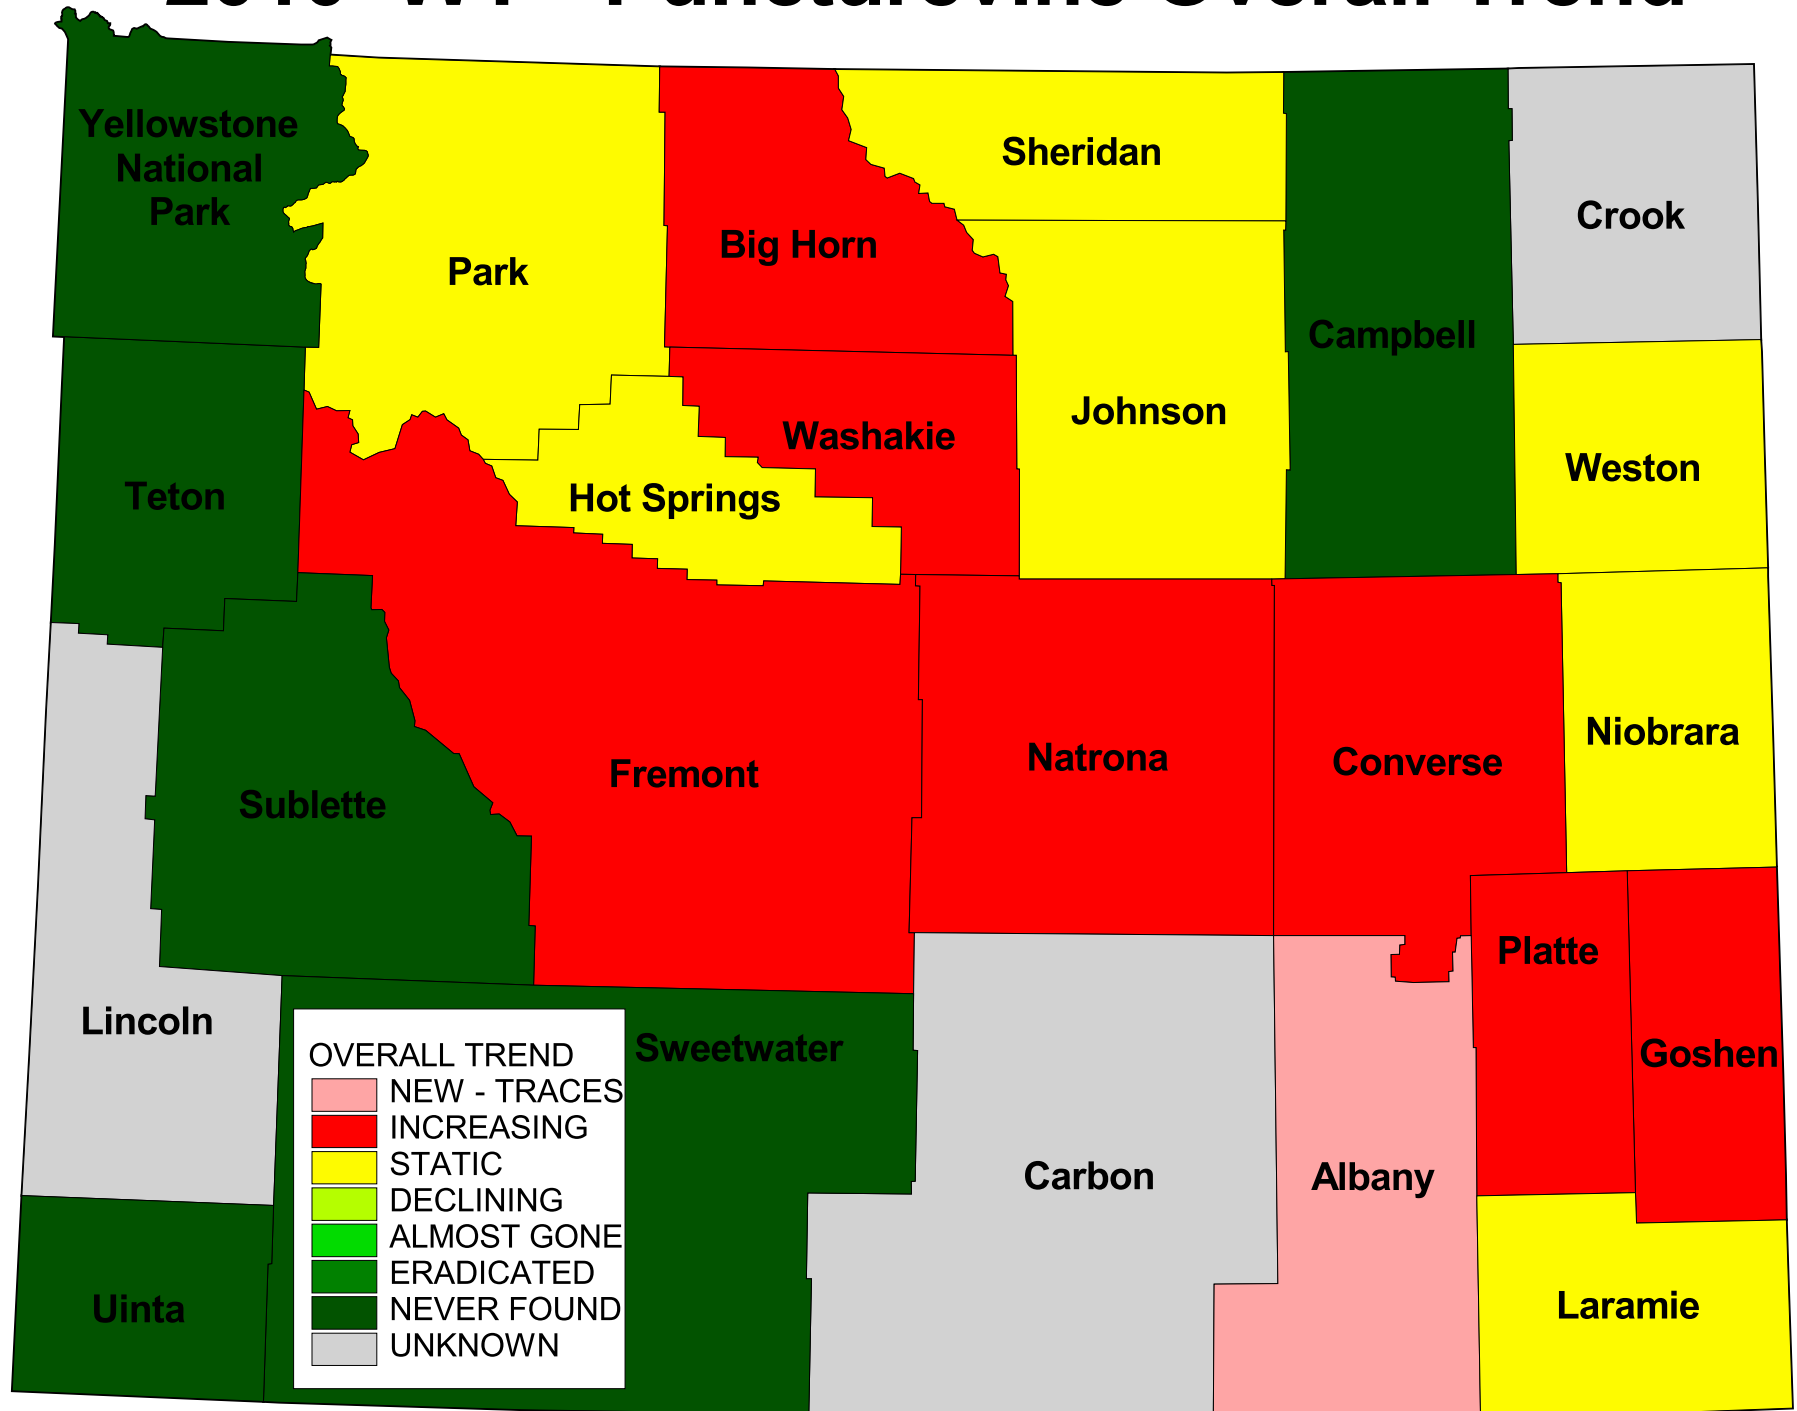 Yellowstone
National
Park
Park
Big Horn
Sheridan
Campbell
Crook
Teton
Hot Springs
Washakie
Johnson
Weston
Sublette
Fremont
Natrona
Converse
Niobrara
Lincoln
Sweetwater
Carbon
Albany
Platte
Goshen
Uinta
Laramie
OVERALL TREND
NEW - TRACES
INCREASING
STATIC
DECLINING
ALMOST GONE
ERADICATED
NEVER FOUND
UNKNOWN